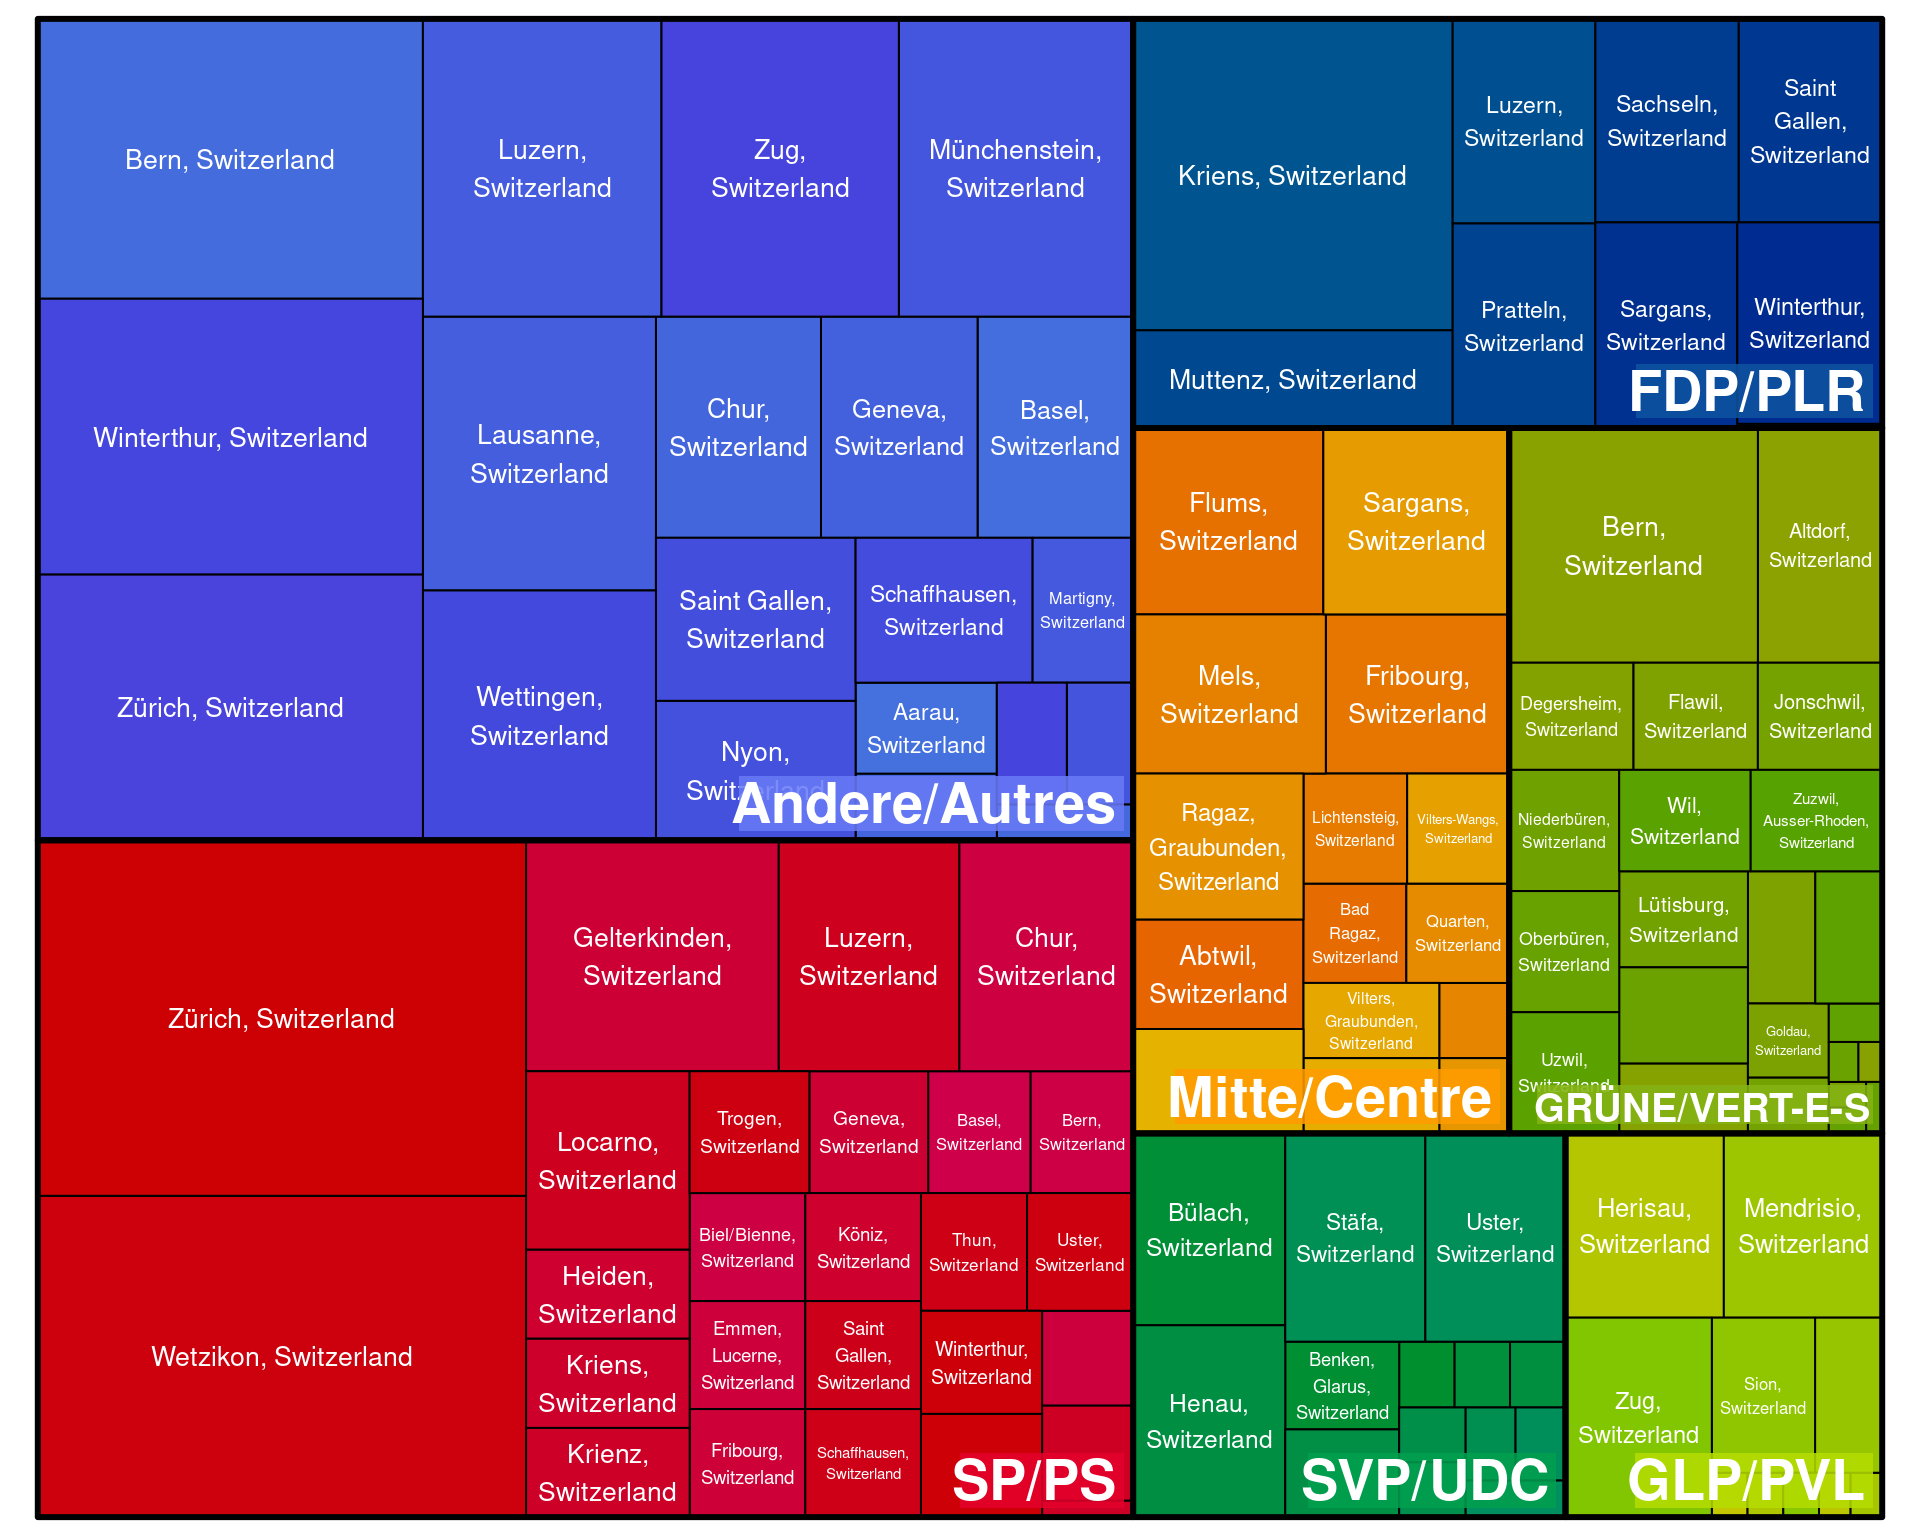 Bern, Switzerland
Winterthur, Switzerland
Zürich, Switzerland
Luzern,
Switzerland
Zug,
Switzerland
Münchenstein,
Switzerland
Lausanne,
Switzerland
Wettingen,
Switzerland
Chur,
Switzerland
Geneva,
Switzerland
Basel,
Switzerland
Saint Gallen,
Switzerland
Nyon,
Switzerland
Schaffhausen,
Switzerland
Martigny,
Switzerland
Aarau,
Switzerland
Andere/Autres
Zürich, Switzerland
Wetzikon, Switzerland
Gelterkinden,
Switzerland
Luzern,
Switzerland
Chur,
Switzerland
Locarno,
Switzerland
Heiden,
Switzerland
Kriens,
Switzerland
Krienz,
Switzerland
Trogen,
Switzerland
Geneva,
Switzerland
Basel,
Switzerland
Bern,
Switzerland
Biel/Bienne,
Switzerland
Köniz,
Switzerland
Thun,
Switzerland
Uster,
Switzerland
Emmen,
Lucerne,
Switzerland
Saint
Gallen,
Switzerland
Winterthur,
Switzerland
Fribourg,
Switzerland
Schaffhausen,
Switzerland
SP/PS
Kriens, Switzerland
Muttenz, Switzerland
Luzern,
Switzerland
Sachseln,
Switzerland
Saint
Gallen,
Switzerland
Pratteln,
Switzerland
Sargans,
Switzerland
Winterthur,
Switzerland
FDP/PLR
Flums,
Switzerland
Sargans,
Switzerland
Mels,
Switzerland
Fribourg,
Switzerland
Ragaz,
Graubunden,
Switzerland
Abtwil,
Switzerland
Lichtensteig,
Switzerland
Vilters-Wangs,
Switzerland
Bad
Ragaz,
Switzerland
Quarten,
Switzerland
Vilters,
Graubunden,
Switzerland
Mitte/Centre
Bern,
Switzerland
Altdorf,
Switzerland
Degersheim,
Switzerland
Flawil,
Switzerland
Jonschwil,
Switzerland
Niederbüren,
Switzerland
Wil,
Switzerland
Zuzwil,
Ausser-Rhoden,
Switzerland
Oberbüren,
Switzerland
Lütisburg,
Switzerland
Uzwil,
Switzerland
Goldau,
Switzerland
GRÜNE/VERT-E-S
Bülach,
Switzerland
Henau,
Switzerland
Stäfa,
Switzerland
Uster,
Switzerland
Benken,
Glarus,
Switzerland
SVP/UDC
Herisau,
Switzerland
Mendrisio,
Switzerland
Zug,
Switzerland
Sion,
Switzerland
GLP/PVL